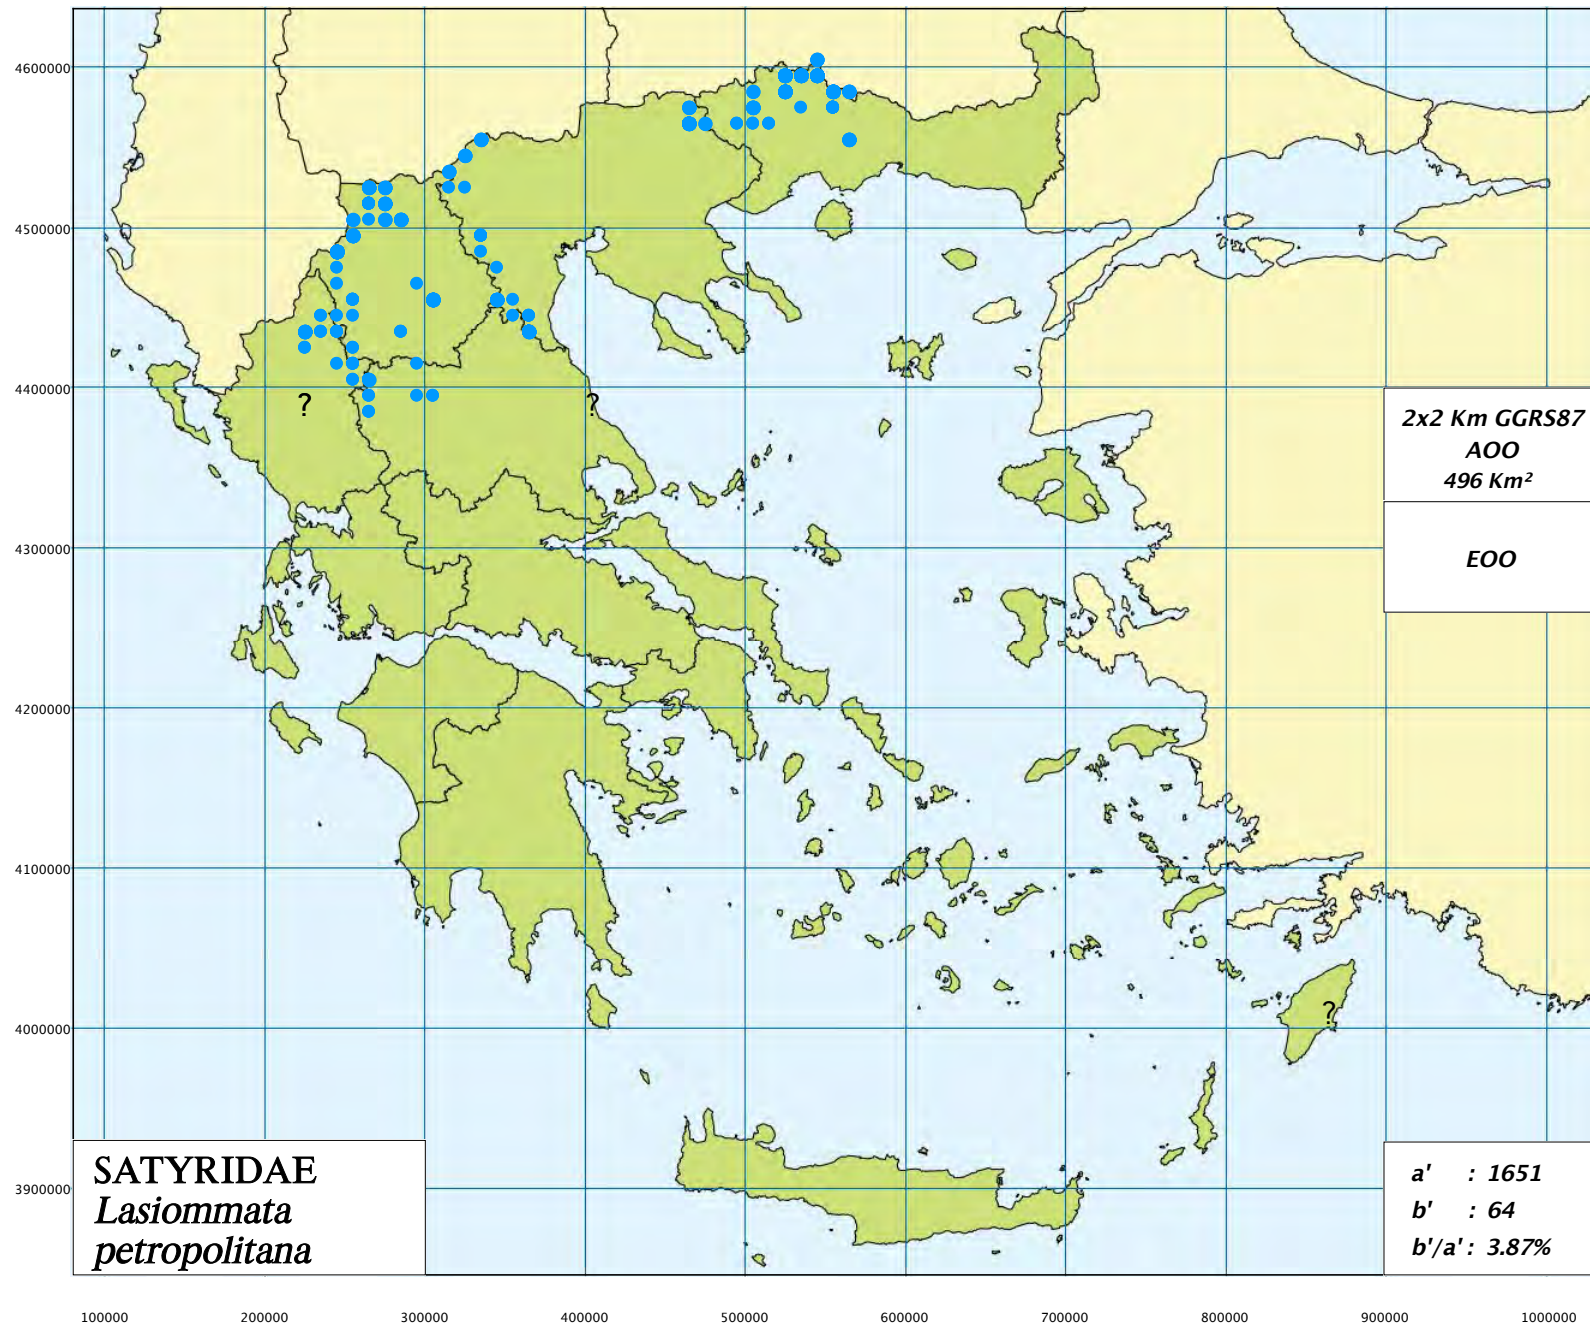 4600000
4500000
4400000
4300000
4200000
4100000
4000000
3900000
?
?
?
2x2 Km GGRS87
AOO
496 Km²
EOO
SATYRIDAE
Lasiommata
petropolitana
a' : 1651
b' : 64
b'/a' : 3.87%
100000 200000 300000 400000 500000 600000 700000 800000 900000 1000000